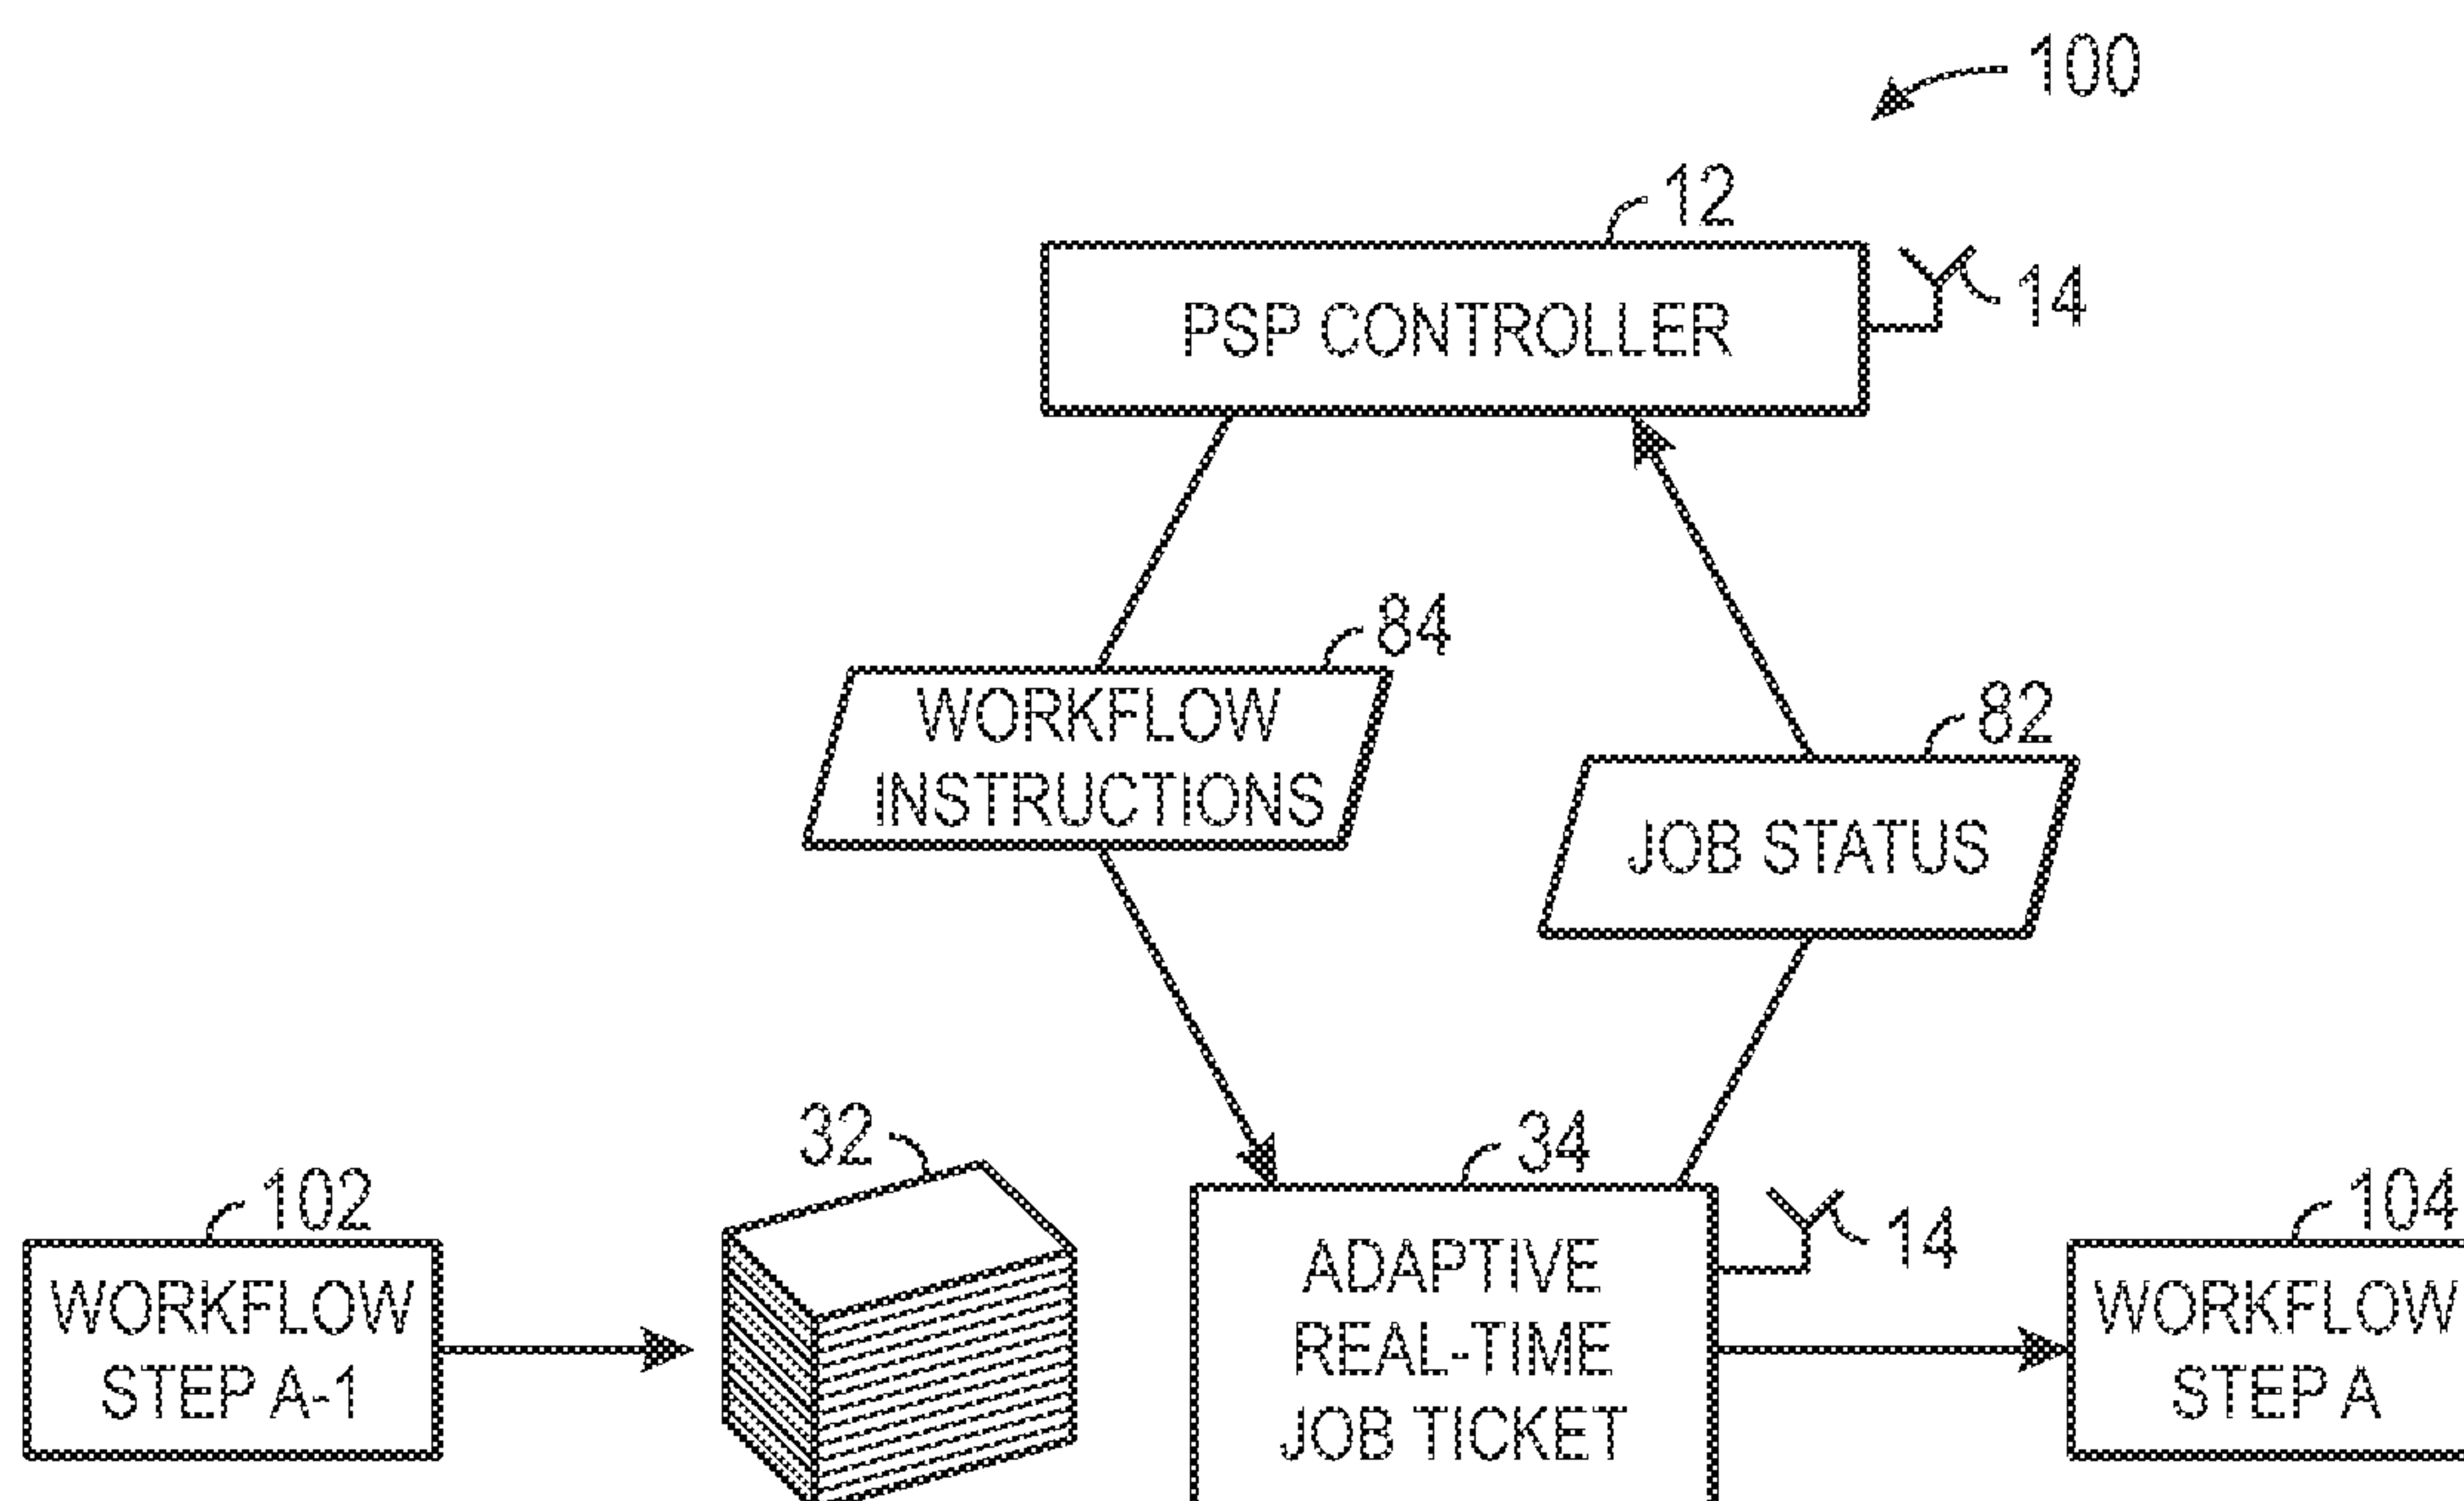 100
12
PSP CONTROLLER
14
84
WORKFLOW
INSTRUCTIONS
82
JOB STATUS
32
34
102
WORKFLOW
STEP A-1
ADAPTIVE
REAL-TIME
JOB TICKET
14
104
WORKFLOW
STEP A